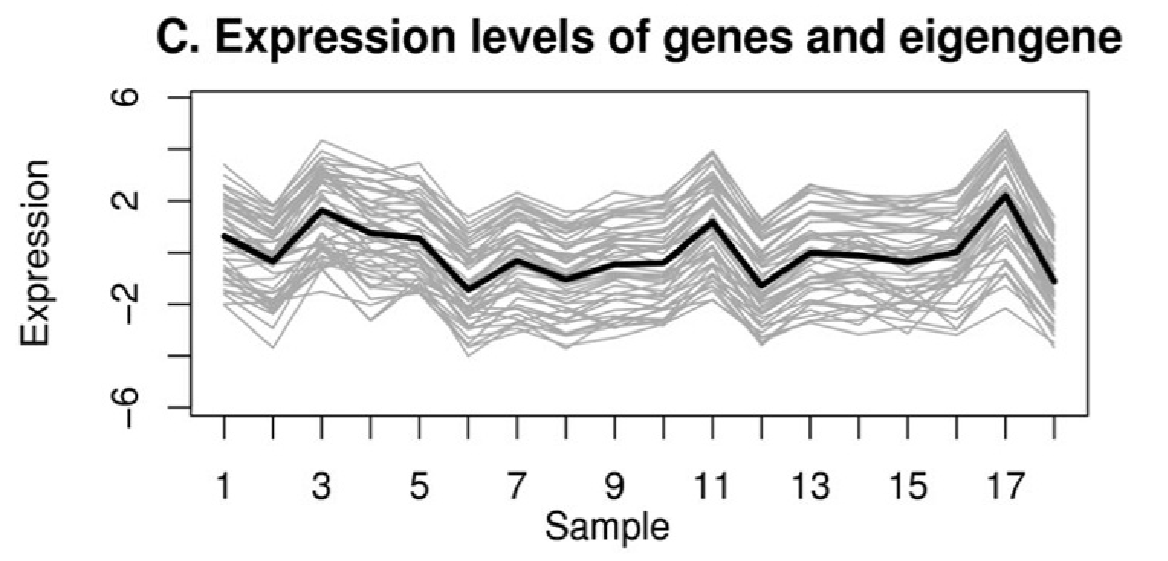 C. Expression levels of genes and eigengene
6
2
−2
−6
Expression
1 3 5 7 9 11 13 15 17
Sample